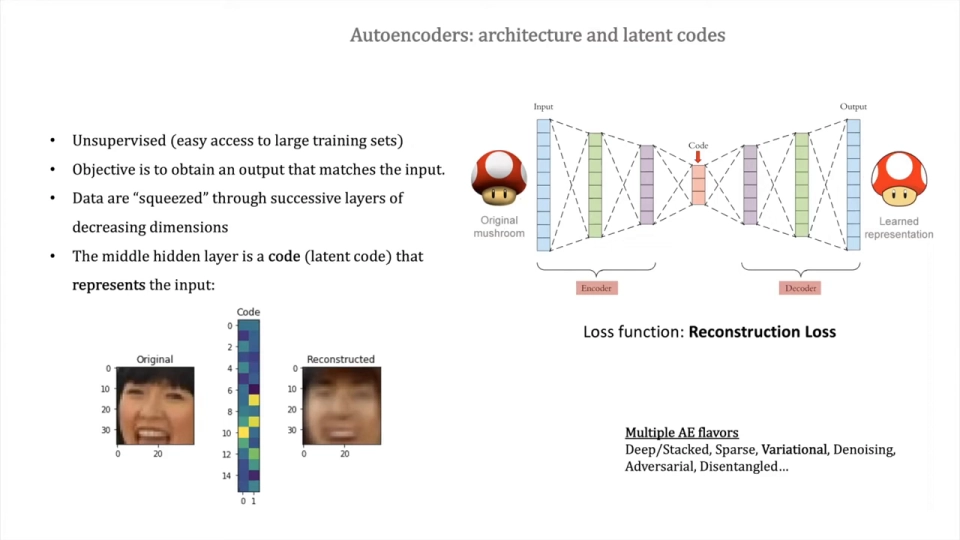 Autoencoders: architecture and latent codes
• Unsupervised (easy access to large training sets)
• Objective is to obtain an output that matches the input.
• Data are “squeezed” through successive layers of
decreasing dimensions
• The middle hidden layer is a code (latent code) that
represents the input:
Original
0
10
20
30
0 20
Code
0
2
4
6
8
10
12
14
0 1
Reconstructed
0
10
20
30
0 20
Input
Output
Code
Original
mushroom
Learned
representation
Encoder
Decoder
Loss function: Reconstruction Loss
Multiple AE flavors
Deep/Stacked, Sparse, Variational, Denoising,
Adversarial, Disentangled...